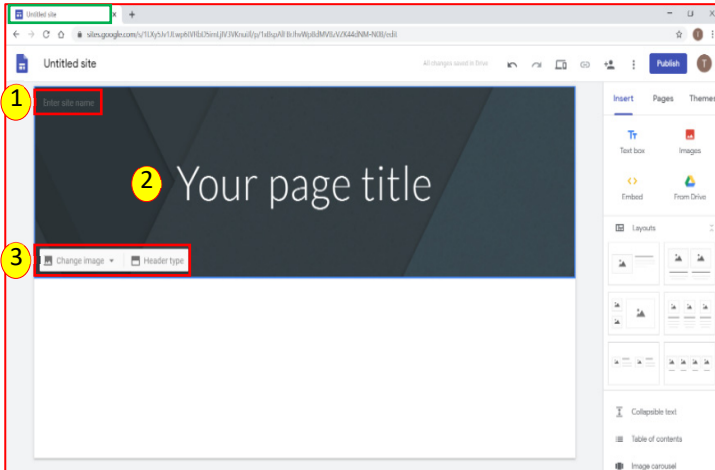 Untitled site
sites.google.com/s/
Untitled site
All changes saved in Drive
Publish
T
T
1
Enter site name
2
Your page title
3
Change image
Header type
Insert Pages Themes
Text box Images
Embed From Drive
Layouts
Collapsible text
Table of contents
Image carousel